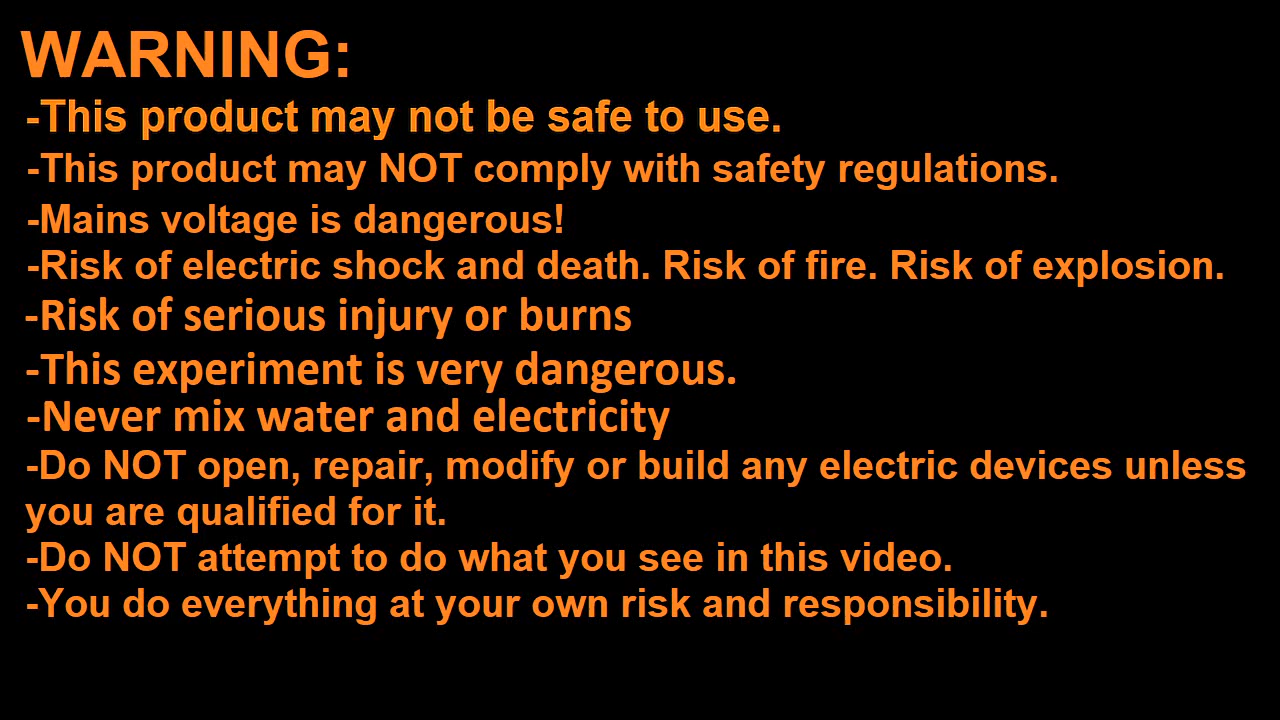 WARNING:
-This product may not be safe to use.
-This product may NOT comply with safety regulations.
-Mains voltage is dangerous!
-Risk of electric shock and death. Risk of fire. Risk of explosion.
-Risk of serious injury or burns
-This experiment is very dangerous.
-Never mix water and electricity
-Do NOT open, repair, modify or build any electric devices unless
you are qualified for it.
-Do NOT attempt to do what you see in this video.
-You do everything at your own risk and responsibility.